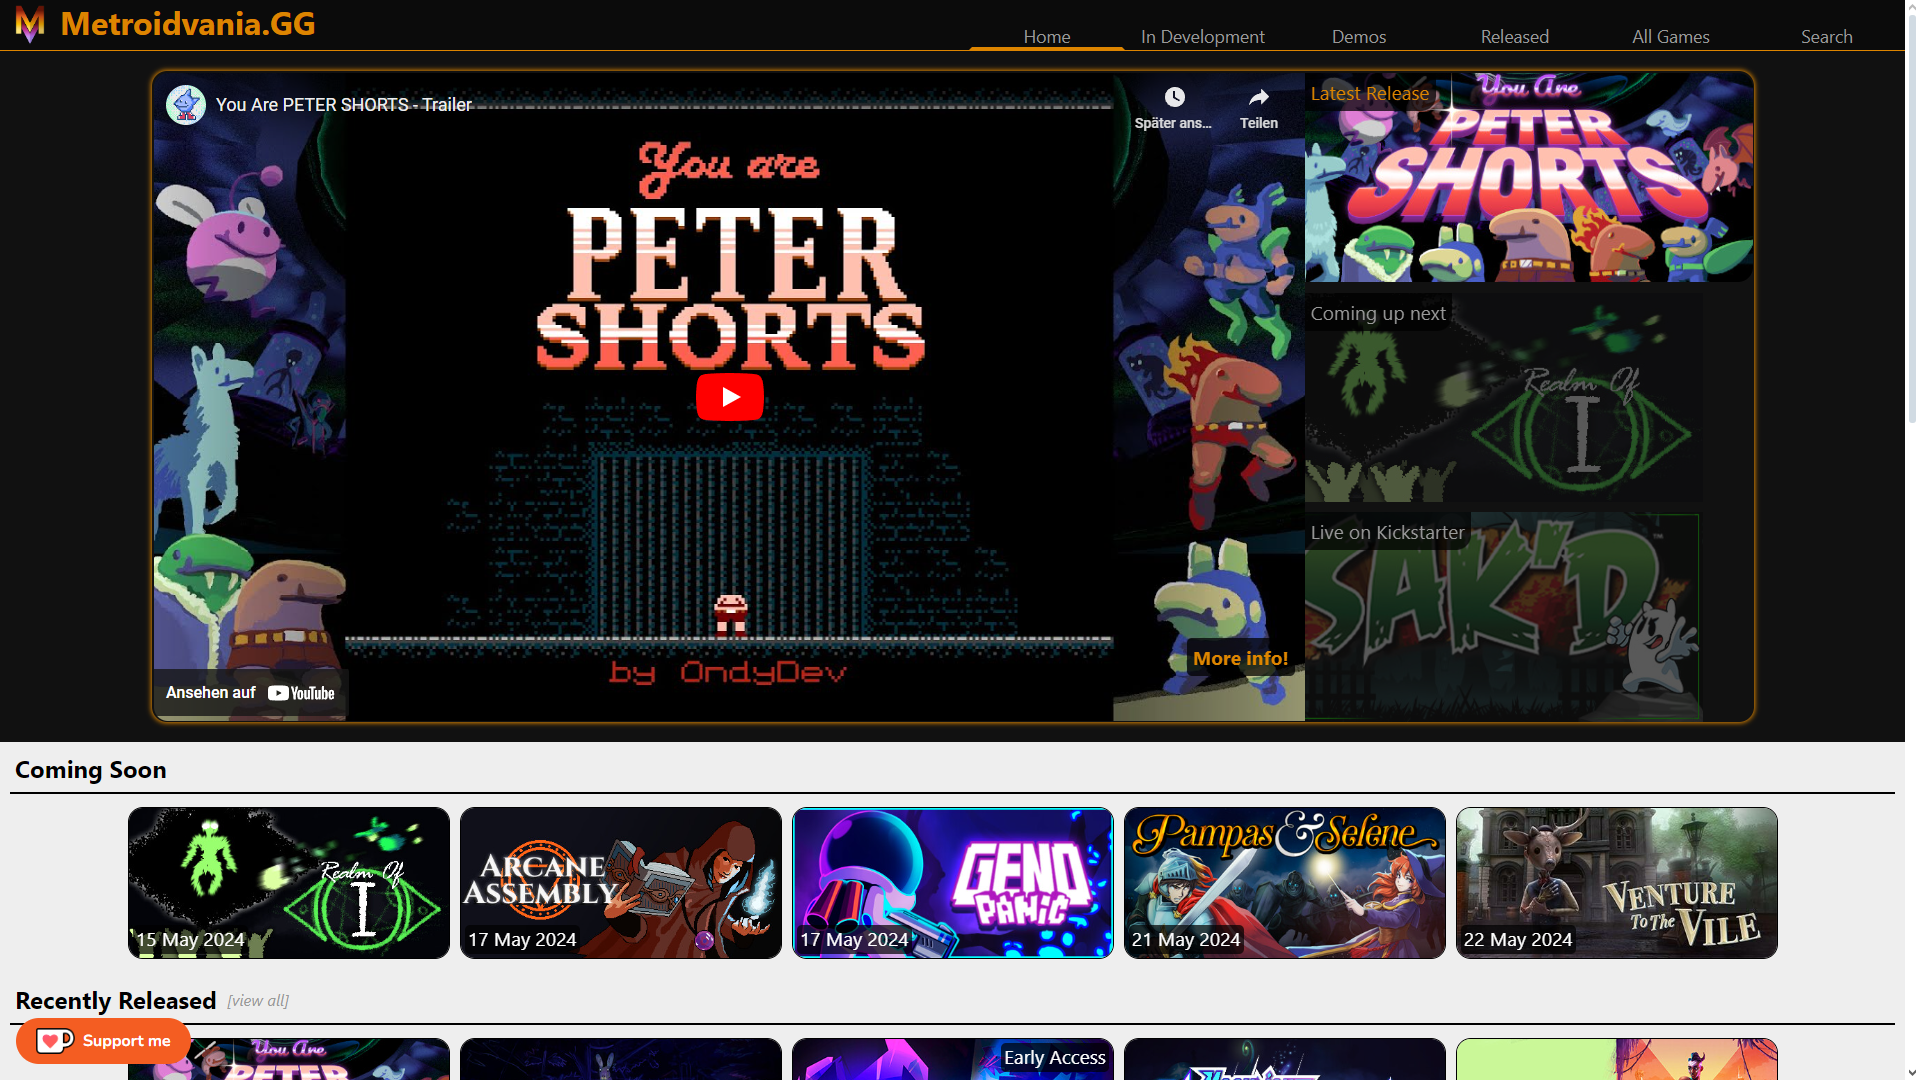 Metroidvania.GG
Home
In Development
Demos
Released
All Games
Search
You Are PETER SHORTS - Trailer
Später ans...
Teilen
You are
PETER
SHORTS
by OndyDev
More info!
Ansehen auf YouTube
Latest Release
You Are
PETER
SHORTS
Coming up next
Realm Of
I
Live on Kickstarter
SAK'D
Coming Soon
Realm Of
I
15 May 2024
ARCANE
ASSEMBLY
17 May 2024
GENO
PANIC
17 May 2024
Pampas & Selene
21 May 2024
VENTURE
To The VILE
22 May 2024
Recently Released
[view all]
Support me
You Are
PETER
Early Access